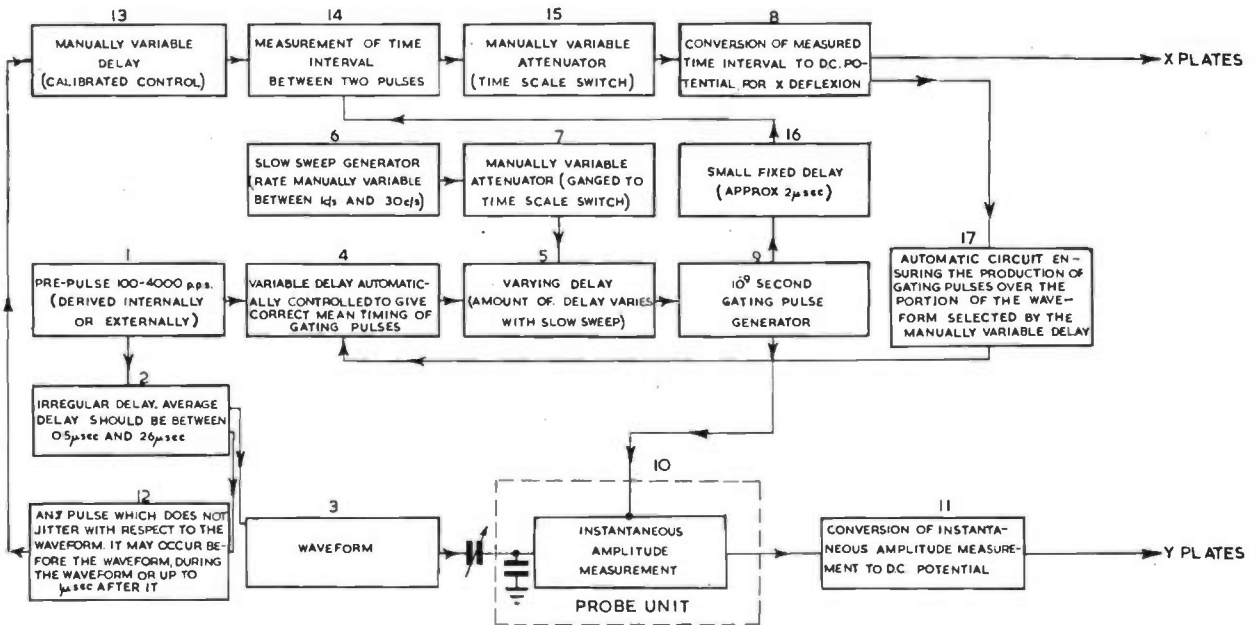 13
MANUALLY VARIABLE
DELAY
(CALIBRATED CONTROL)
14
MEASUREMENT OF TIME
INTERVAL
BETWEEN TWO PULSES
15
MANUALLY VARIABLE
ATTENUATOR
(TIME SCALE SWITCH)
8
CONVERSION OF MEASURED
TIME INTERVAL TO D.C. PO-
TENTIAL, FOR X DEFLEXION
X PLATES
6
SLOW SWEEP GENERATOR
(RATE MANUALLY VARIABLE
BETWEEN 1c/s AND 30c/s)
7
MANUALLY VARIABLE
ATTENUATOR (GANGED TO
TIME SCALE SWITCH)
16
SMALL FIXED DELAY
(APPROX 2μsec)
1
PRE-PULSE 100-4000 p.p.s.
(DERIVED INTERNALLY
OR EXTERNALLY)
4
VARIABLE DELAY AUTOMATIC-
ALLY CONTROLLED TO GIVE
CORRECT MEAN TIMING OF
GATING PULSES
5
VARYING DELAY
(AMOUNT OF DELAY VARIES
WITH SLOW SWEEP)
9
SECOND
GATING PULSE
GENERATOR
17
AUTOMATIC CIRCUIT EN-
SURING THE PRODUCTION OF
GATING PULSES OVER THE
PORTION OF THE WAVE-
FORM SELECTED BY THE
MANUALLY VARIABLE DELAY
2
IRREGULAR DELAY. AVERAGE
DELAY SHOULD BE BETWEEN
0.5μsec AND 26μsec
12
ANY PULSE WHICH DOES NOT
JITTER WITH RESPECT TO THE
WAVEFORM. IT MAY OCCUR BE-
FORE THE WAVEFORM, DURING
THE WAVEFORM OR UP TO
μsec AFTER IT
3
WAVEFORM
10
INSTANTANEOUS
AMPLITUDE
MEASUREMENT
PROBE UNIT
11
CONVERSION OF INSTANTA-
NEOUS AMPLITUDE MEASURE-
MENT TO D.C. POTENTIAL
Y PLATES